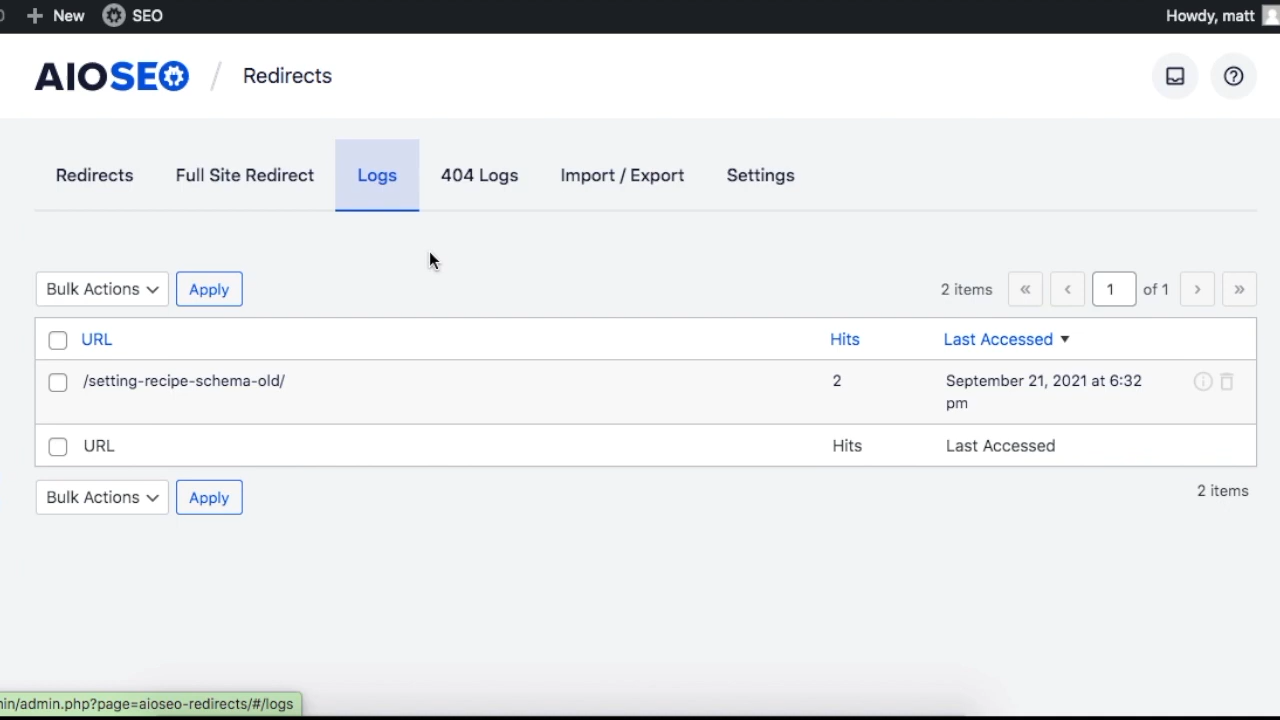 New SEO Howdy, matt
AIOSEO / Redirects
Redirects Full Site Redirect Logs 404 Logs Import / Export Settings
Bulk Actions Apply 2 items « ‹ 1 of 1 › »
URL Hits Last Accessed
/setting-recipe-schema-old/ 2 September 21, 2021 at 6:32
pm
URL Hits Last Accessed
Bulk Actions Apply 2 items
in/admin.php?page=aioseo-redirects/#/logs